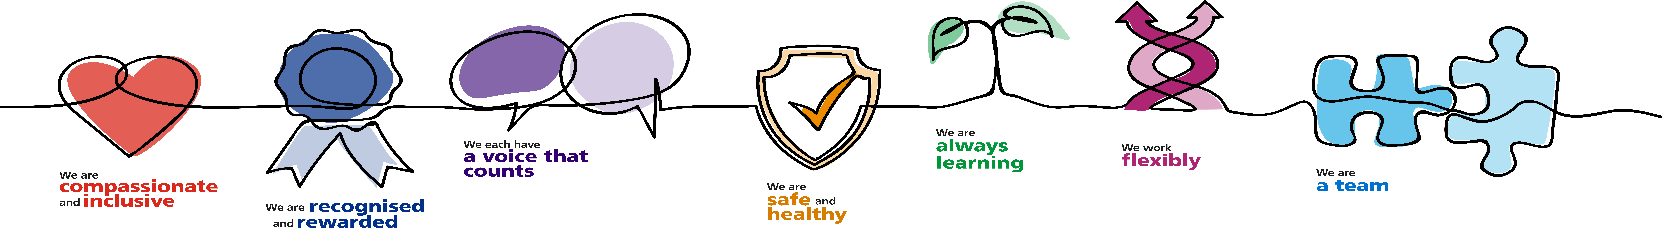 We are
compassionate
and inclusive
We are recognised
and rewarded
We each have
a voice that
counts
We are
safe and
healthy
We are
always
learning
We work
flexibly
We are
a team